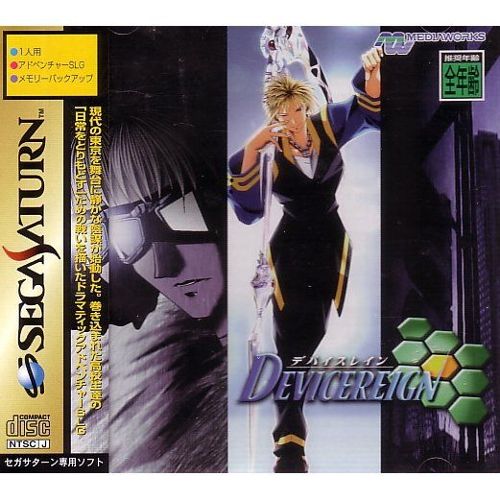 1人用
アドベンチャーSLG
メモリーバックアップ
SEGA SATURN™
現代の東京を舞台に静かな陰謀が始動した。巻き込まれた高校生達の
「日常をとりもどす」ための戦いを描いたドラマティックアドベンチャーSLG
COMPACT
disc
NTSC J
セガサターン専用ソフト
MEDIAWORKS
推奨年齢
全年齢
デバイスレイン
DEVICEREIGN